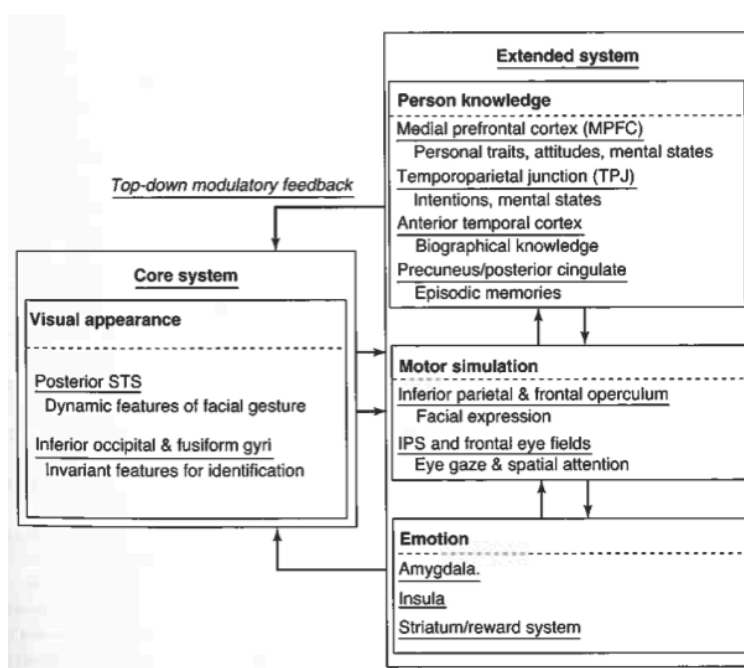 Extended system
Person knowledge
Medial prefrontal cortex (MPFC)
Personal traits, attitudes, mental states
Temporoparietal junction (TPJ)
Intentions, mental states
Anterior temporal cortex
Biographical knowledge
Precuneus/posterior cingulate
Episodic memories
Top-down modulatory feedback
Core system
Visual appearance
Posterior STS
Dynamic features of facial gesture
Inferior occipital & fusiform gyri
Invariant features for identification
Motor simulation
Inferior parietal & frontal operculum
Facial expression
IPS and frontal eye fields
Eye gaze & spatial attention
Emotion
Amygdala.
Insula
Striatum/reward system